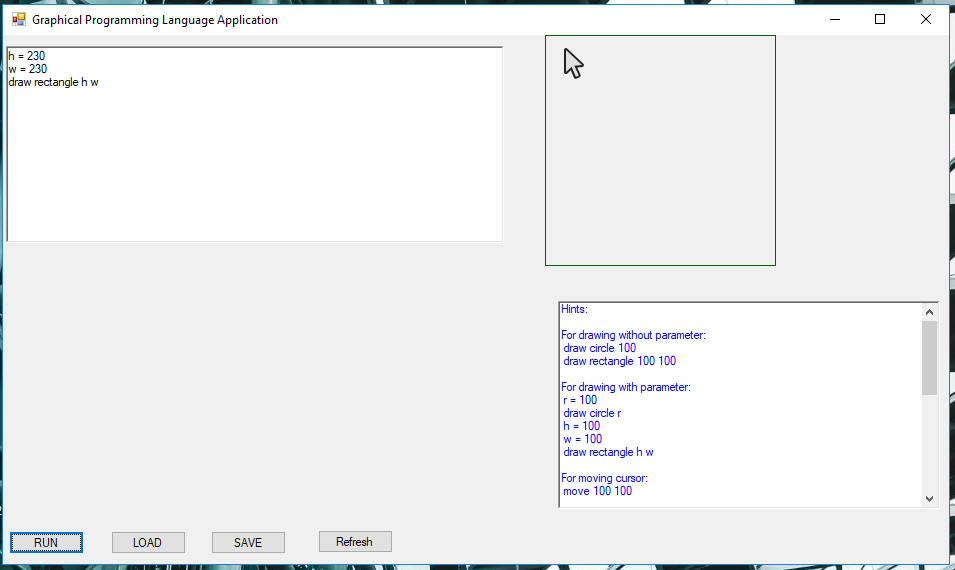 Graphical Programming Language Application
h = 230
w = 230
draw rectangle h w
Hints:
For drawing without parameter:
draw circle 100
draw rectangle 100 100
For drawing with parameter:
r = 100
draw circle r
h = 100
w = 100
draw rectangle h w
For moving cursor:
move 100 100
RUN
LOAD
SAVE
Refresh